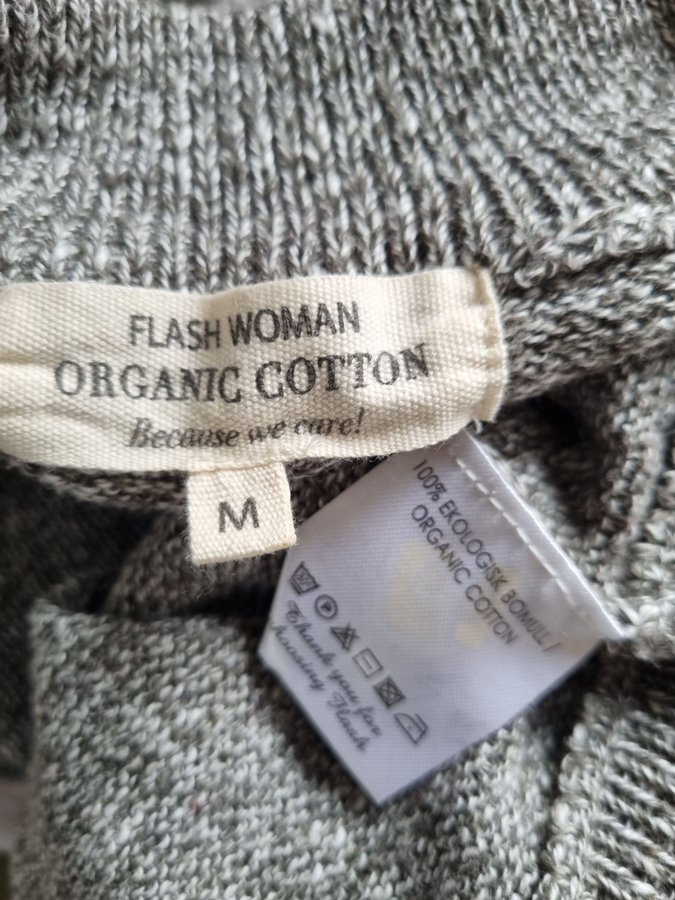 FLASH WOMAN
ORGANIC COTTON
Because we care!
M
100% EKOLOGISK BOMULL /
ORGANIC COTTON
Thank you for
choosing Flash